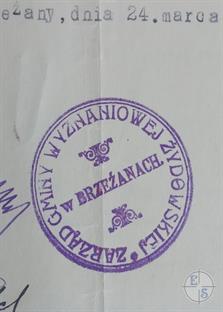 eżany, dnia 24. marca
ZARZĄD GMINY WYZNANIOWEJ ŻYDOWSKIEJ.
W BRZEŻANACH.
E S